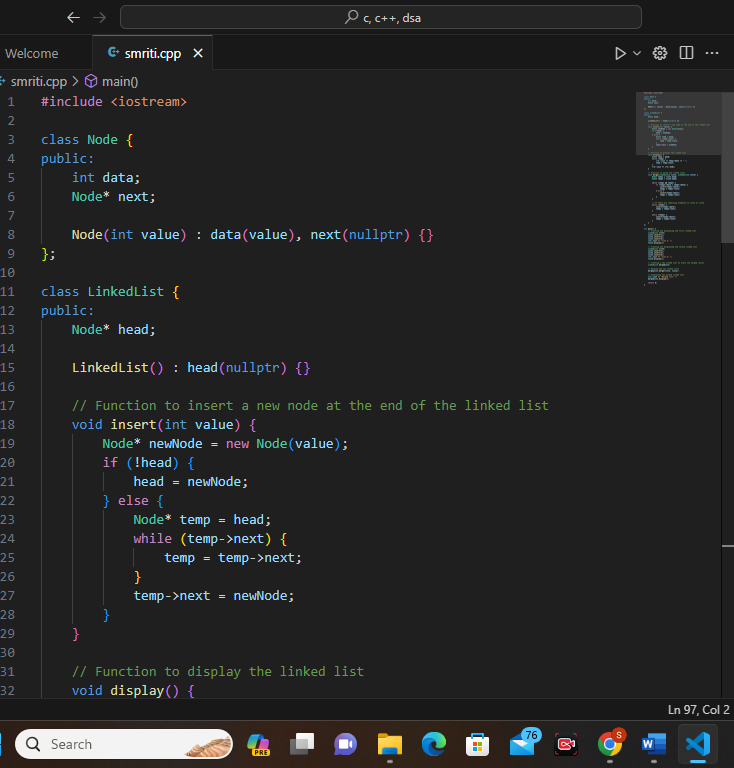 c, c++, dsa
Welcome
smriti.cpp
smriti.cpp > main()
1 #include <iostream>
2
3 class Node {
4 public:
5     int data;
6     Node* next;
7
8     Node(int value) : data(value), next(nullptr) {}
9 };
10
11 class LinkedList {
12 public:
13     Node* head;
14
15     LinkedList() : head(nullptr) {}
16
17     // Function to insert a new node at the end of the linked list
18     void insert(int value) {
19         Node* newNode = new Node(value);
20         if (!head) {
21             head = newNode;
22         } else {
23             Node* temp = head;
24             while (temp->next) {
25                 temp = temp->next;
26             }
27             temp->next = newNode;
28         }
29     }
30
31     // Function to display the linked list
32     void display() {
Ln 97, Col 2
Search
PRE
76
S